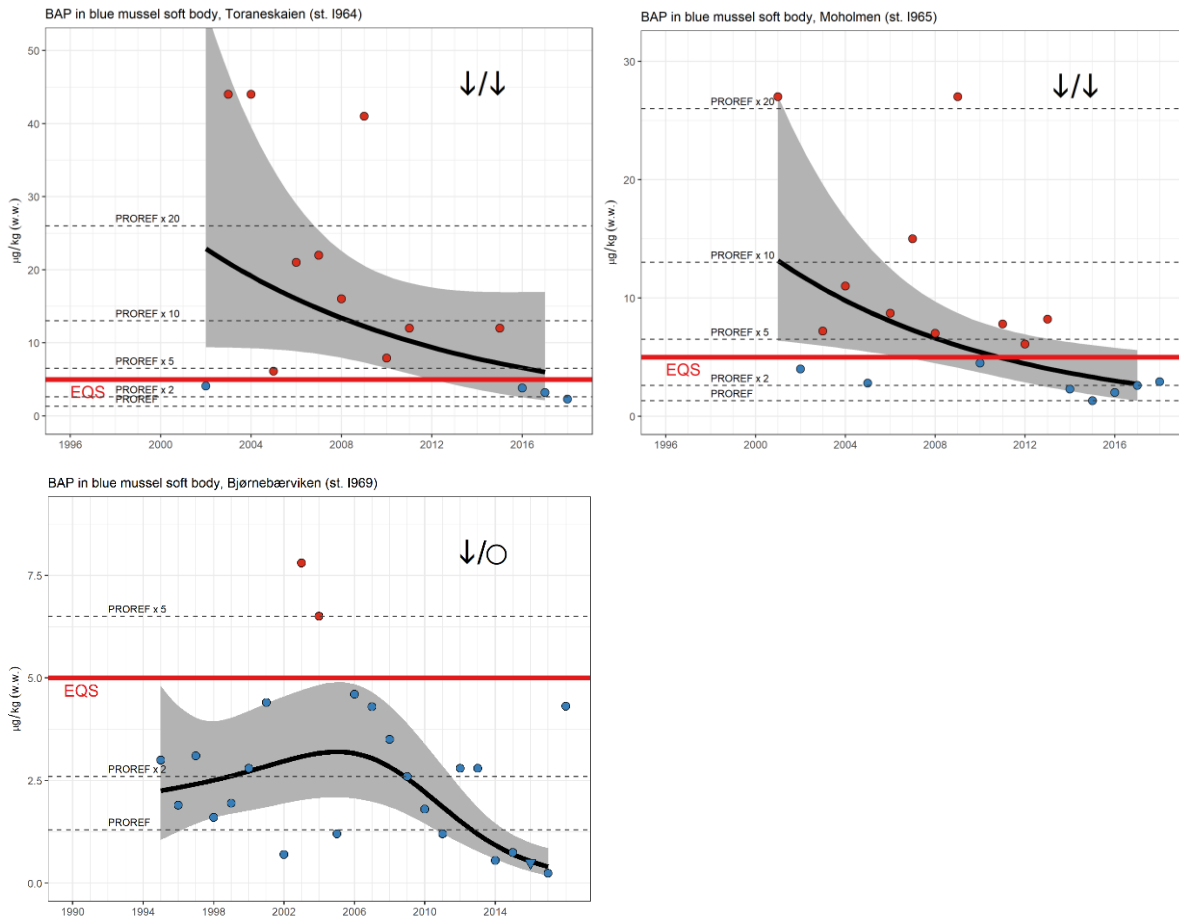 BAP in blue mussel soft body, Toraneskaien (st. I964)
↓/↓
µg/kg (w.w.)
50
40
30
20
10
0
PROREF x 20
PROREF x 10
PROREF x 5
EQS
PROREF x 2
PROREF
1996 2000 2004 2008 2012 2016
BAP in blue mussel soft body, Moholmen (st. I965)
↓/↓
µg/kg (w.w.)
30
20
10
0
PROREF x 20
PROREF x 10
PROREF x 5
EQS
PROREF x 2
PROREF
1996 2000 2004 2008 2012 2016
BAP in blue mussel soft body, Bjørnebærviken (st. I969)
↓/○
µg/kg (w.w.)
7.5
5.0
2.5
0.0
PROREF x 5
EQS
PROREF x 2
PROREF
1990 1994 1998 2002 2006 2010 2014